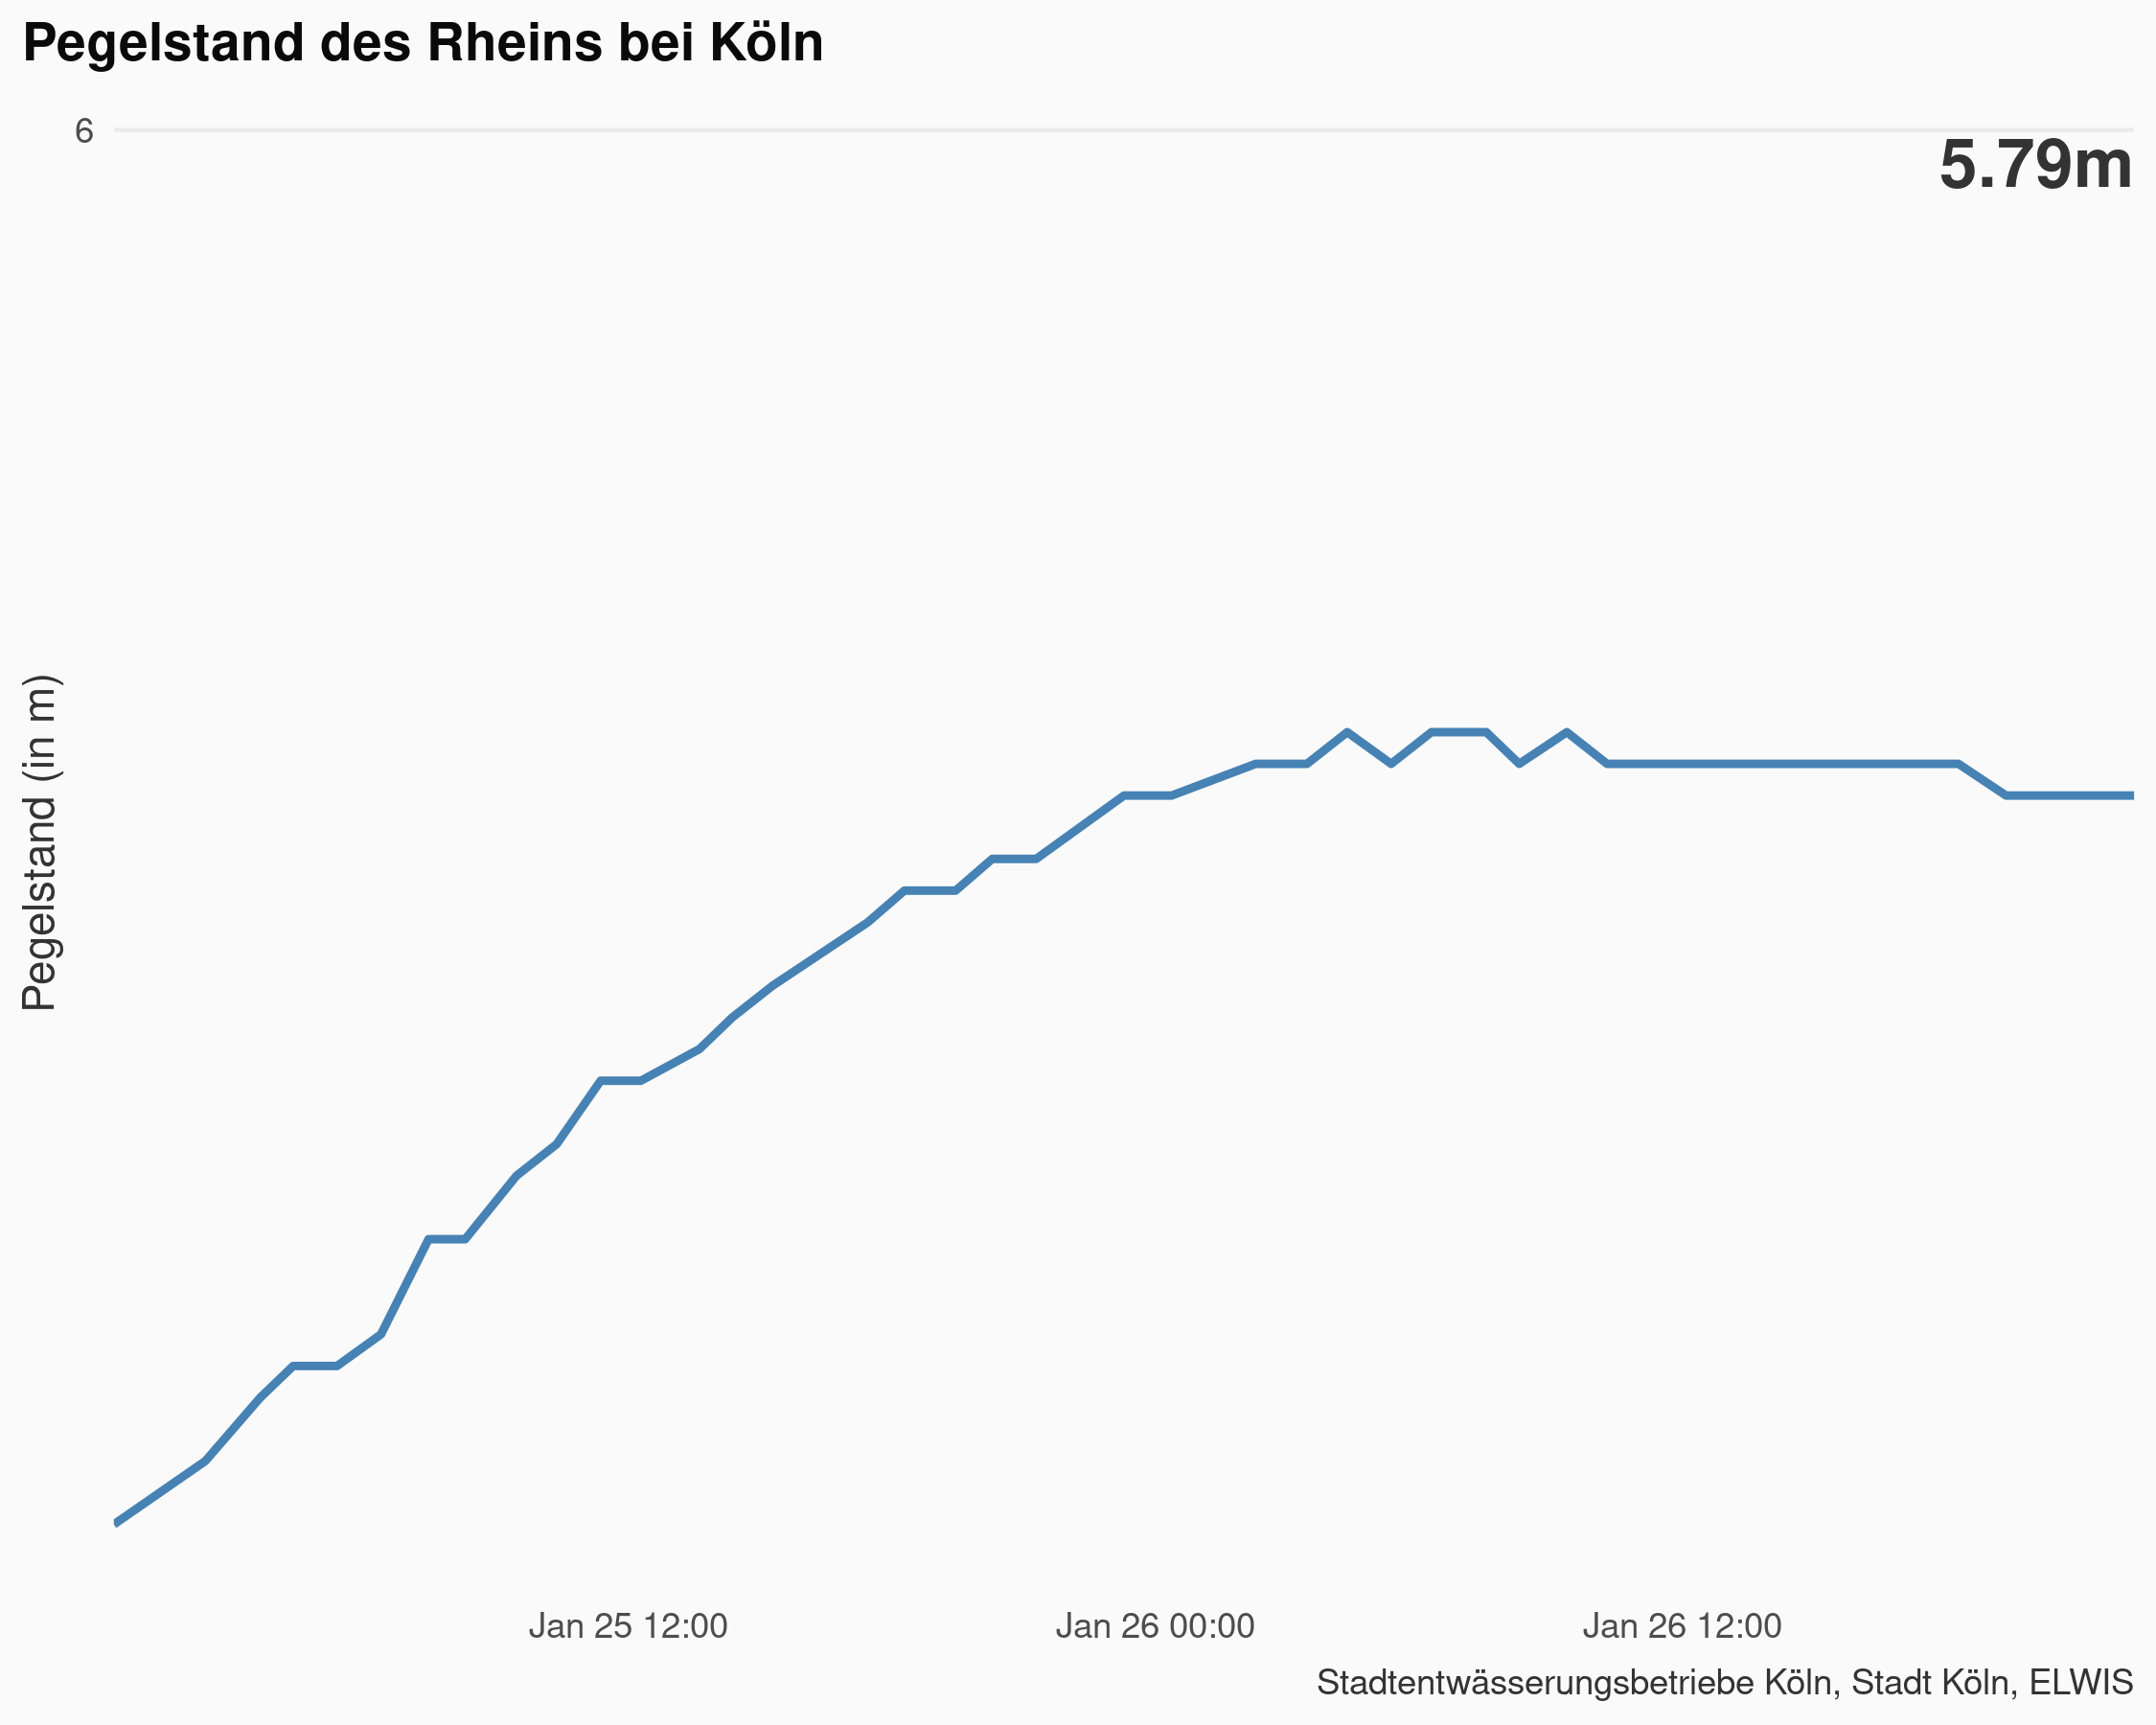 Pegelstand des Rheins bei Köln
6
5.79m
Pegelstand (in m)
Jan 25 12:00
Jan 26 00:00
Jan 26 12:00
Stadtentwässerungsbetriebe Köln, Stadt Köln, ELWIS